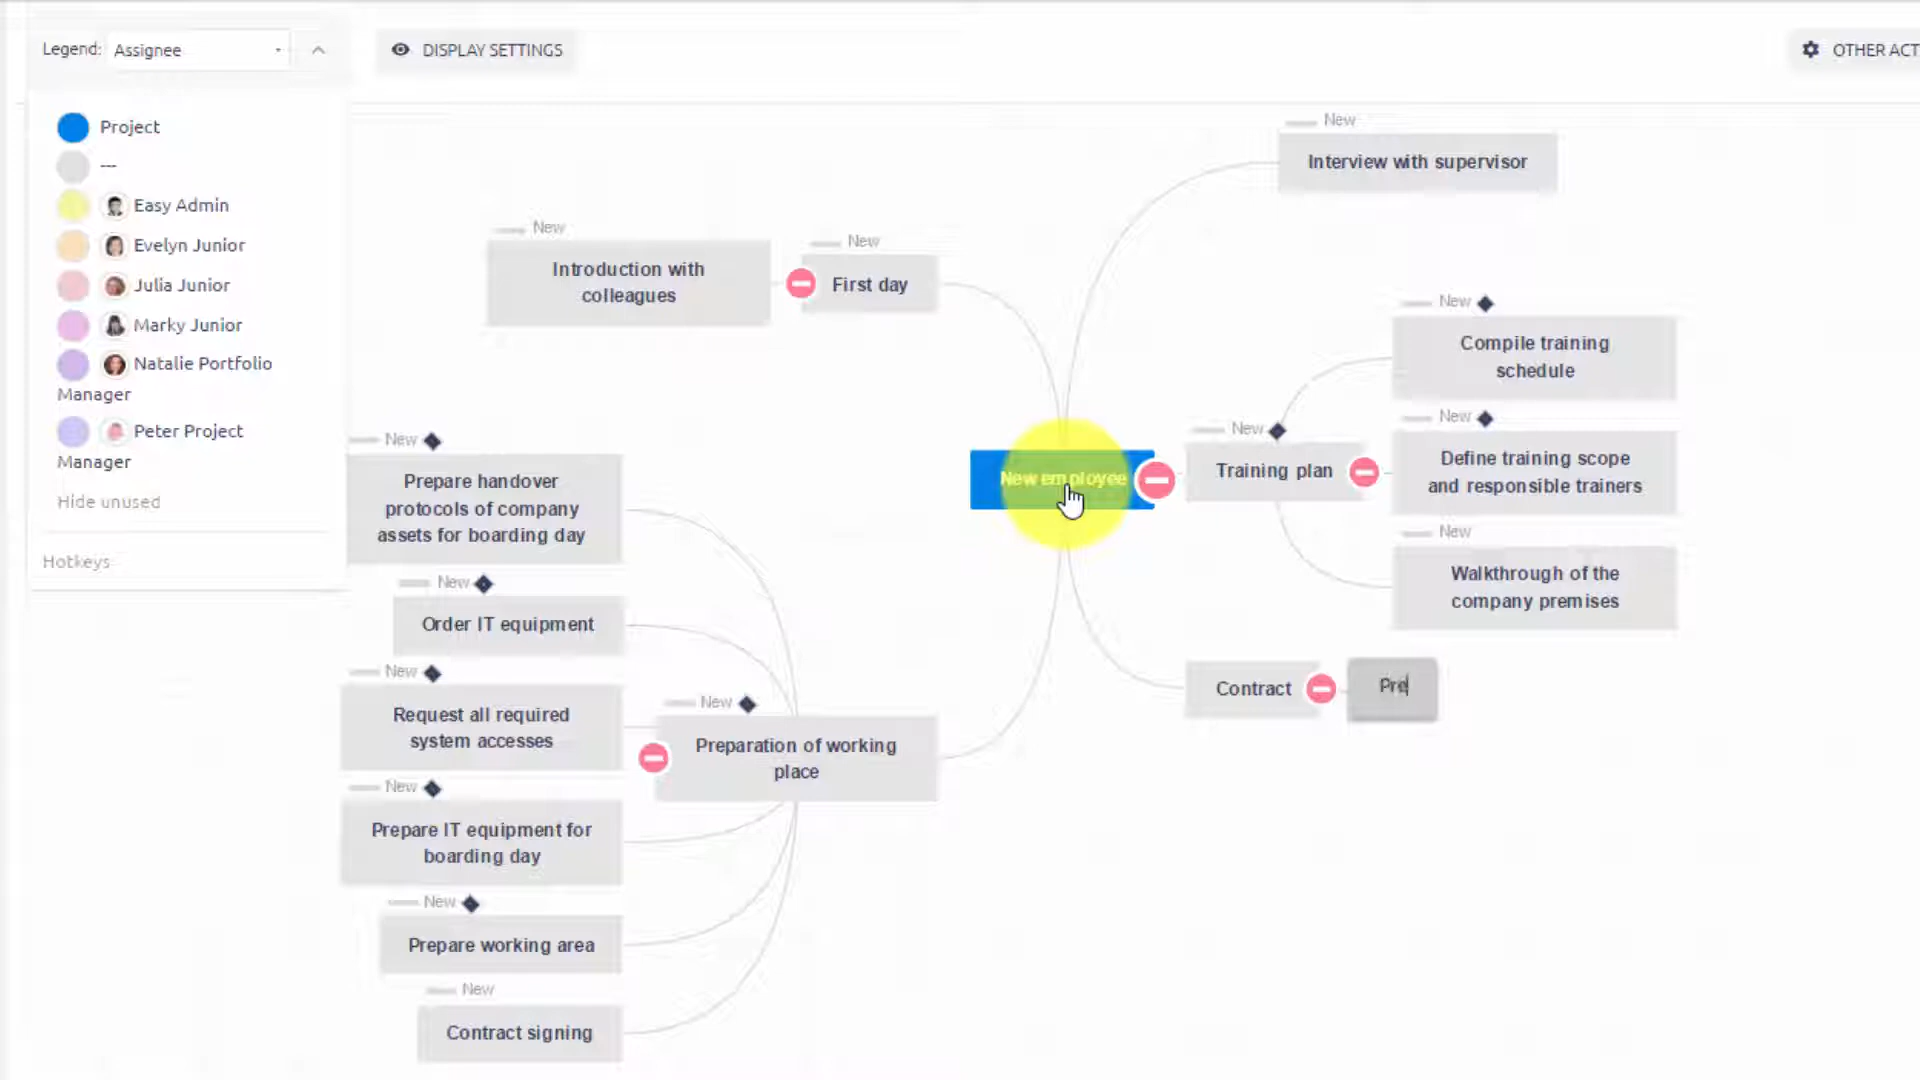 Legend: Assignee
DISPLAY SETTINGS
OTHER ACT
Project
---
Easy Admin
Evelyn Junior
Julia Junior
Marky Junior
Natalie Portfolio
Manager
Peter Project
Manager
Hide unused
Hotkeys
New
Interview with supervisor
New
Introduction with
colleagues
New
First day
New employee
New
Training plan
New
Compile training
schedule
New
Define training scope
and responsible trainers
New
Walkthrough of the
company premises
Contract
Pre
New
Prepare handover
protocols of company
assets for boarding day
New
Order IT equipment
New
Request all required
system accesses
New
Preparation of working
place
New
Prepare IT equipment for
boarding day
New
Prepare working area
New
Contract signing